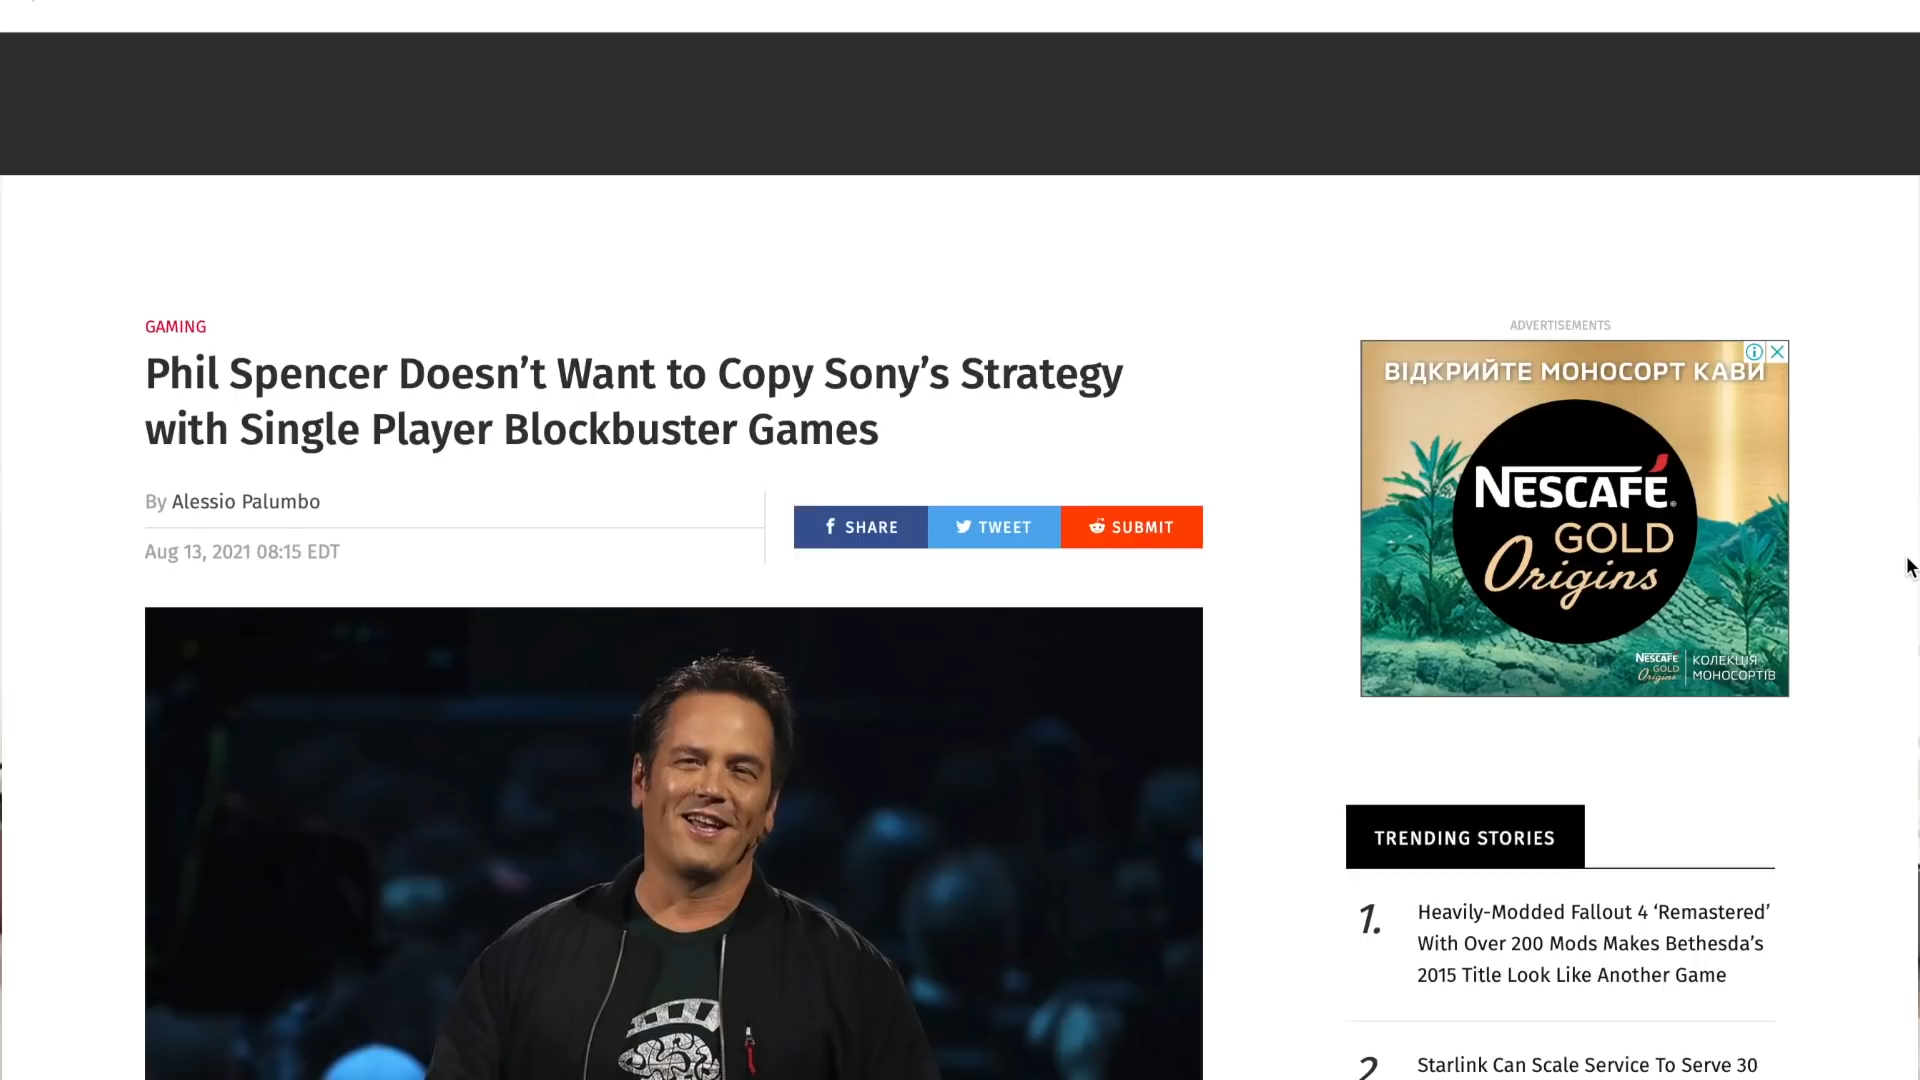 GAMING
Phil Spencer Doesn’t Want to Copy Sony’s Strategy
with Single Player Blockbuster Games
By Alessio Palumbo
Aug 13, 2021 08:15 EDT
SHARE
TWEET
SUBMIT
ADVERTISEMENTS
ВІДКРИЙТЕ МОНОСОРТ КАВИ
NESCAFÉ
GOLD
Origins
NESCAFÉ
GOLD
Origins
КОЛЕКЦІЯ
МОНОСОРТІВ
TRENDING STORIES
1.
Heavily-Modded Fallout 4 ‘Remastered’
With Over 200 Mods Makes Bethesda’s
2015 Title Look Like Another Game
2
Starlink Can Scale Service To Serve 30